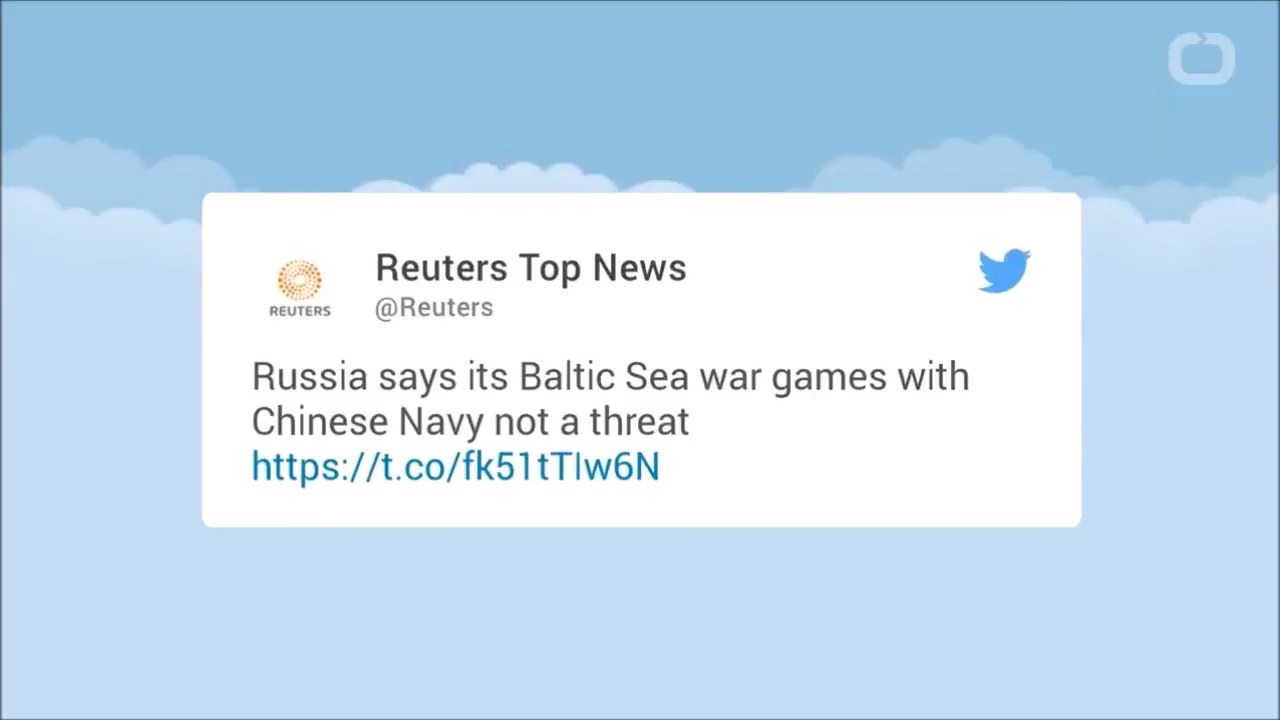 Reuters Top News
REUTERS
@Reuters
Russia says its Baltic Sea war games with
Chinese Navy not a threat
https://t.co/fk51tTIw6N